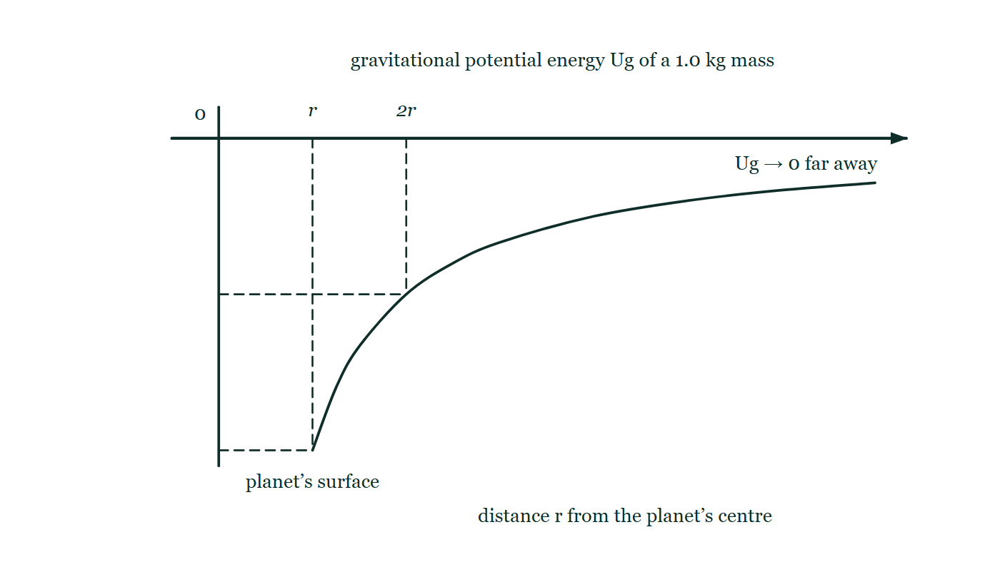 gravitational potential energy Ug of a 1.0 kg mass
0
r
2r
Ug → 0 far away
planet’s surface
distance r from the planet’s centre